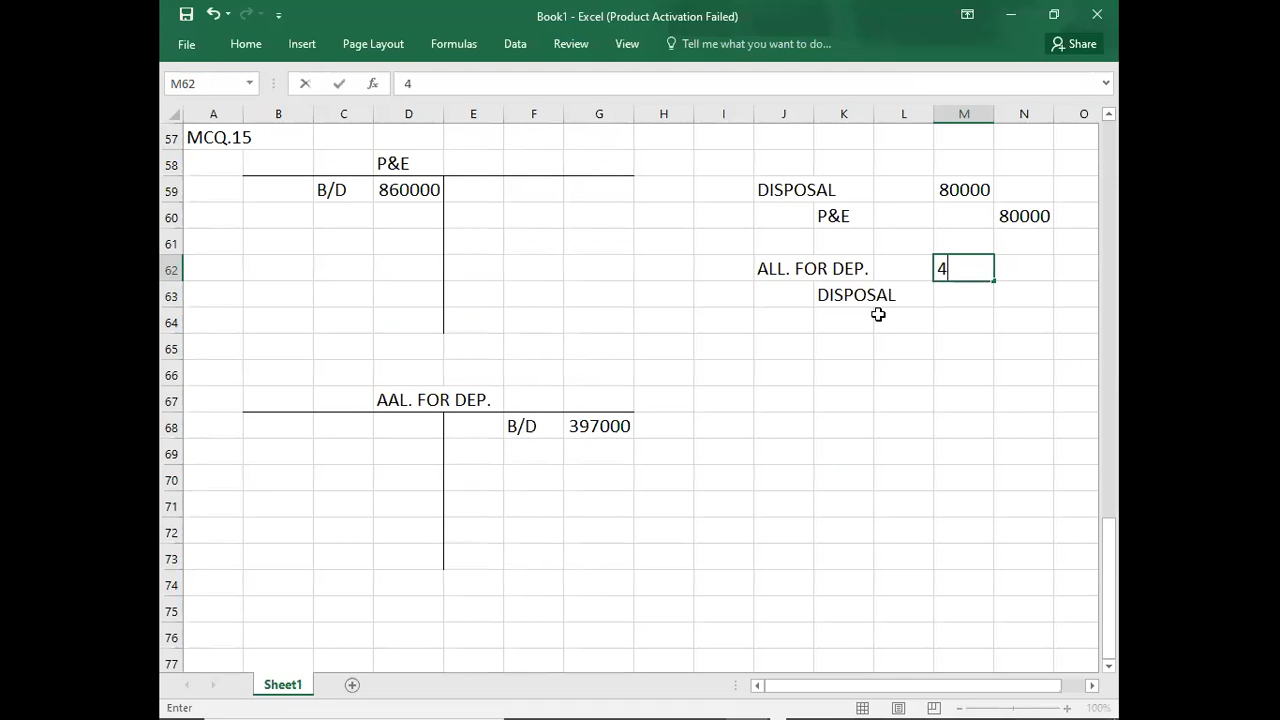 Book1 - Excel (Product Activation Failed)
File Home Insert Page Layout Formulas Data Review View Tell me what you want to do... Share
M62 fx 4
A B C D E F G H I J K L M N O
57 MCQ.15
58 P&E
59 B/D 860000 DISPOSAL 80000
60 P&E 80000
61
62 ALL. FOR DEP. 4
63 DISPOSAL
64
65
66
67 AAL. FOR DEP.
68 B/D 397000
69
70
71
72
73
74
75
76
77
Sheet1
Enter 100%